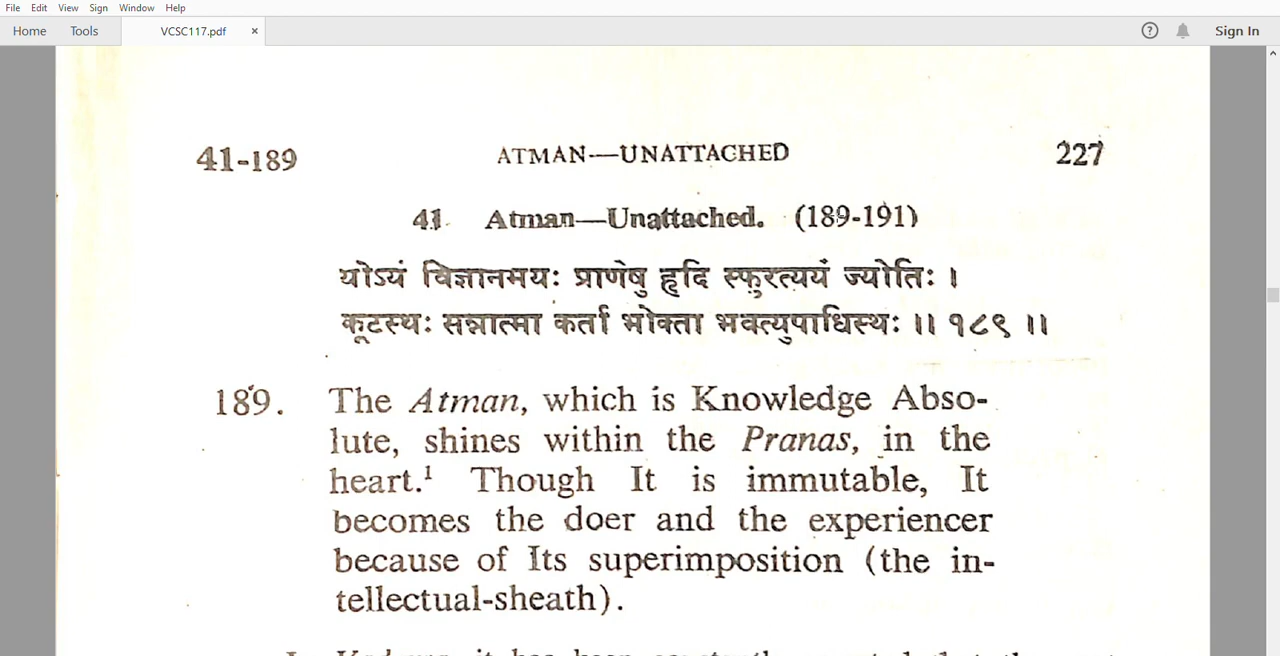 File Edit View Sign Window Help
Home Tools VCSC117.pdf × ? Sign In
41-189 ATMAN—UNATTACHED 227
41. Atman—Unattached. (189-191)
योऽयं विज्ञानमयः प्राणेषु हृदि स्फुरत्ययं ज्योतिः ।
कूटस्थः सन्नात्मा कर्ता भोक्ता भवत्युपाधिस्थः ॥ १८९ ॥
189. The Atman, which is Knowledge Abso-
lute, shines within the Pranas, in the
heart.¹ Though It is immutable, It
becomes the doer and the experiencer
because of Its superimposition (the in-
tellectual-sheath).